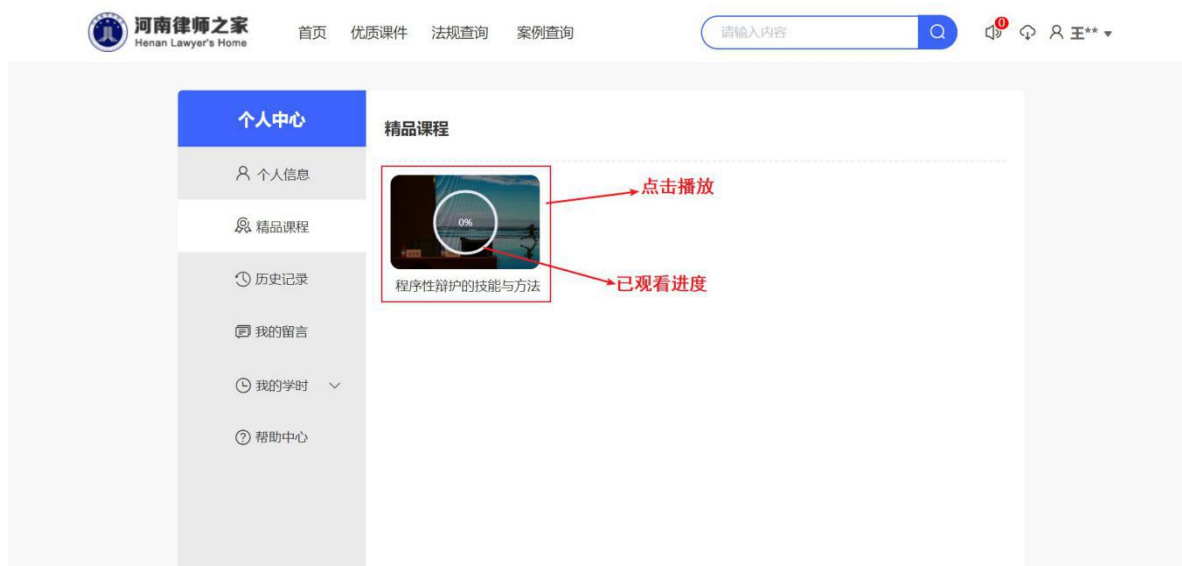 河南律师之家
Henan Lawyer's Home
首页 优质课件 法规查询 案例查询
请输入内容
0
王**
个人中心
个人信息
精品课程
历史记录
我的留言
我的学时
帮助中心
精品课程
0%
程序性辩护的技能与方法
点击播放
已观看进度